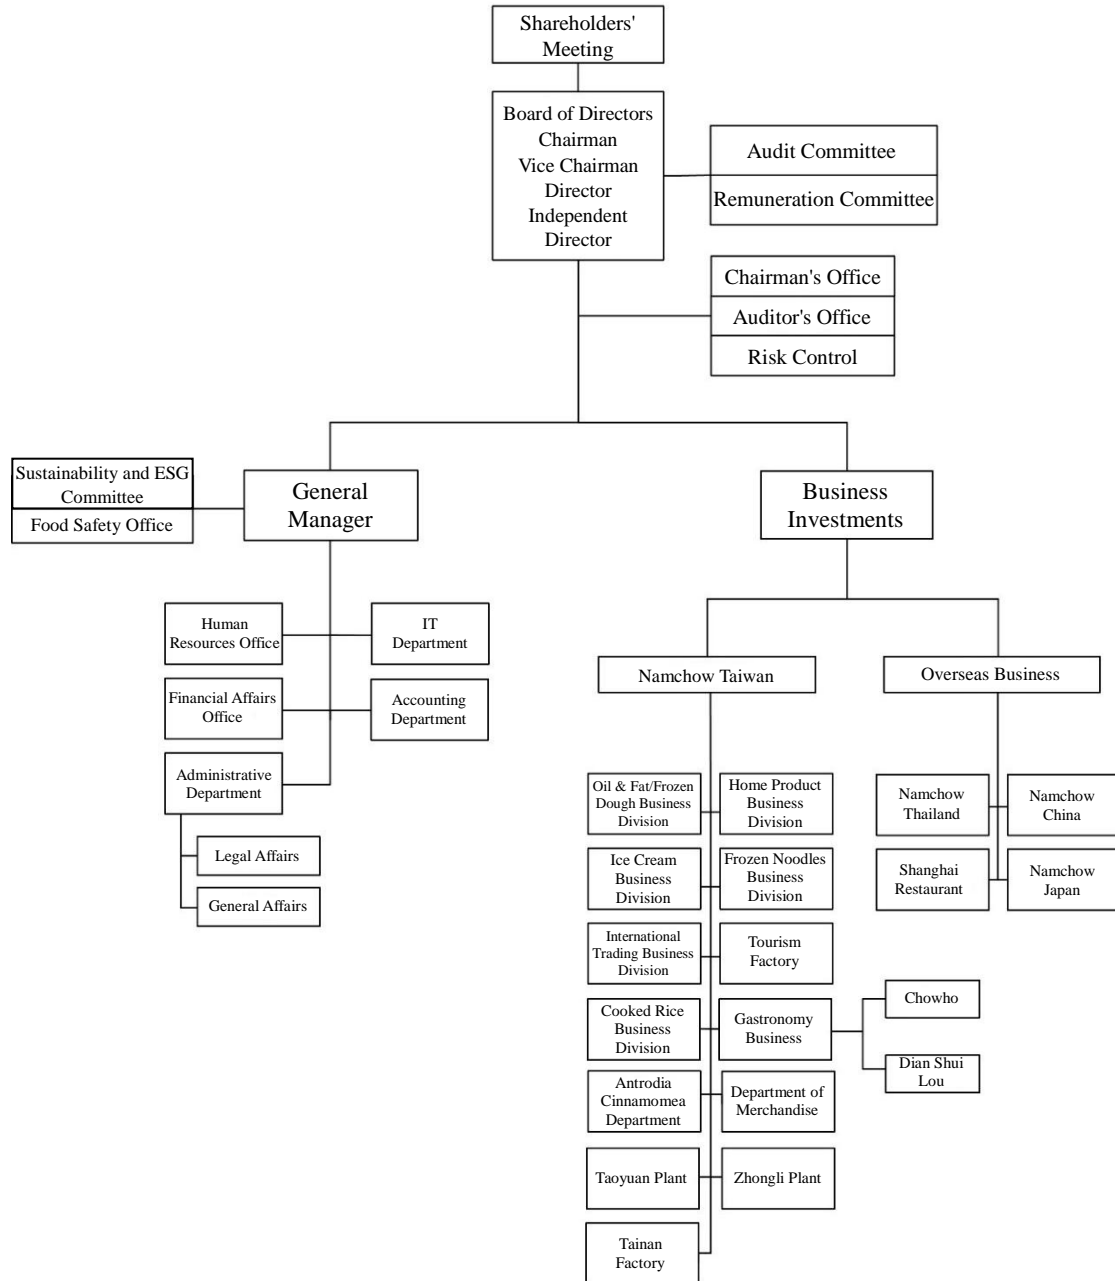 Shareholders'
Meeting
Board of Directors
Chairman
Vice Chairman
Director
Independent
Director
Audit Committee
Remuneration Committee
Chairman's Office
Auditor's Office
Risk Control
Sustainability and ESG
Committee
Food Safety Office
General
Manager
Business
Investments
Human
Resources Office
IT
Department
Financial Affairs
Office
Accounting
Department
Administrative
Department
Legal Affairs
General Affairs
Namchow Taiwan
Overseas Business
Oil & Fat/Frozen
Dough Business
Division
Home Product
Business
Division
Ice Cream
Business
Division
Frozen Noodles
Business
Division
International
Trading Business
Division
Tourism
Factory
Cooked Rice
Business
Division
Gastronomy
Business
Chowho
Dian Shui
Lou
Antrodia
Cinnamomea
Department
Department of
Merchandise
Taoyuan Plant
Zhongli Plant
Tainan
Factory
Namchow
Thailand
Namchow
China
Shanghai
Restaurant
Namchow
Japan